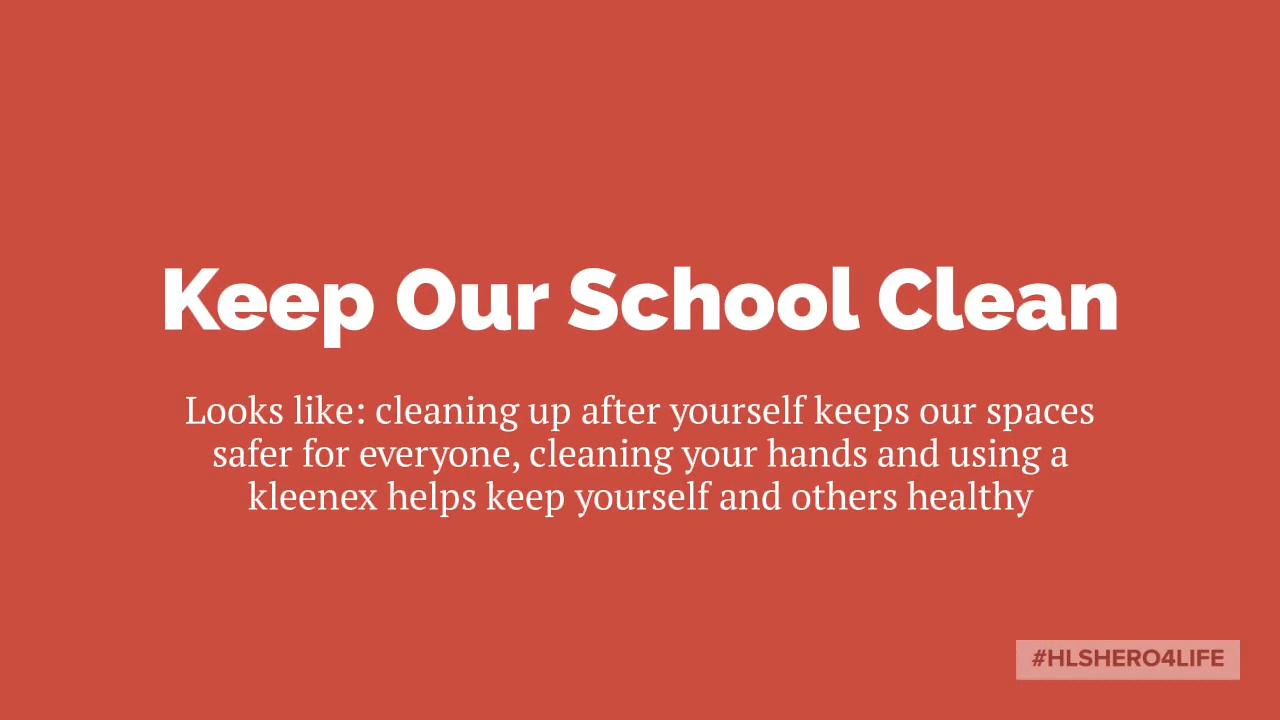 Keep Our School Clean
Looks like: cleaning up after yourself keeps our spaces
safer for everyone, cleaning your hands and using a
kleenex helps keep yourself and others healthy
#HLSHERO4LIFE